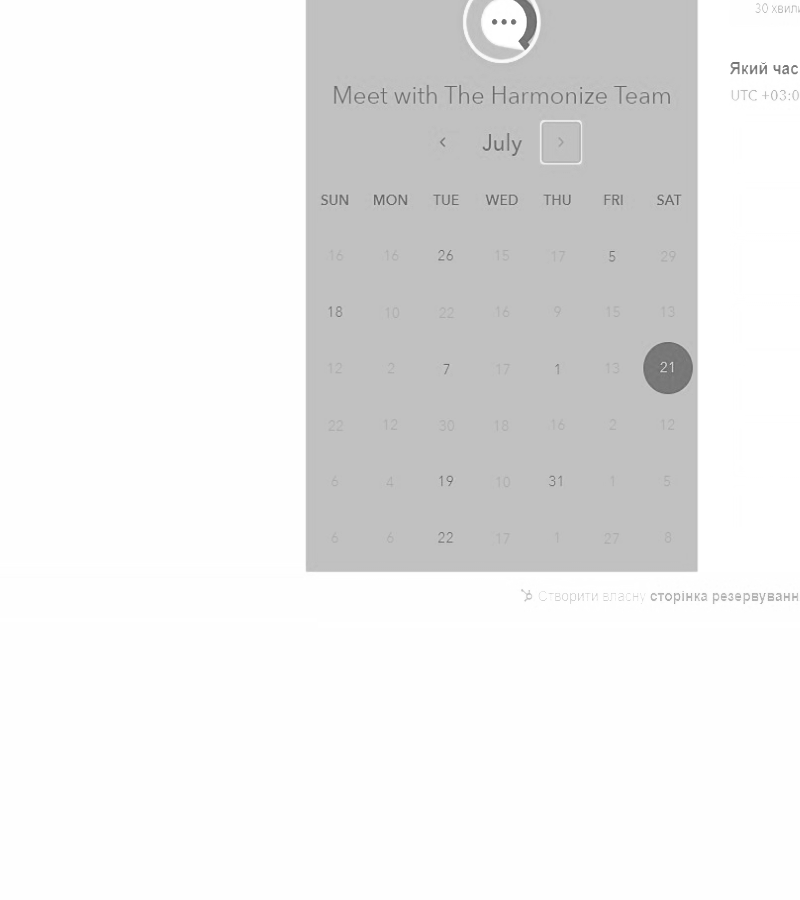 30 хвили
Який час
UTC +03:0
Meet with The Harmonize Team
July
SUN MON TUE WED THU FRI SAT
16 16 26 15 17 5 29
18 10 22 16 9 15 13
12 2 7 17 1 13 21
22 12 30 18 16 2 12
6 4 19 10 31 1 5
6 6 22 17 1 27 8
Створити власну сторінка резервуванн